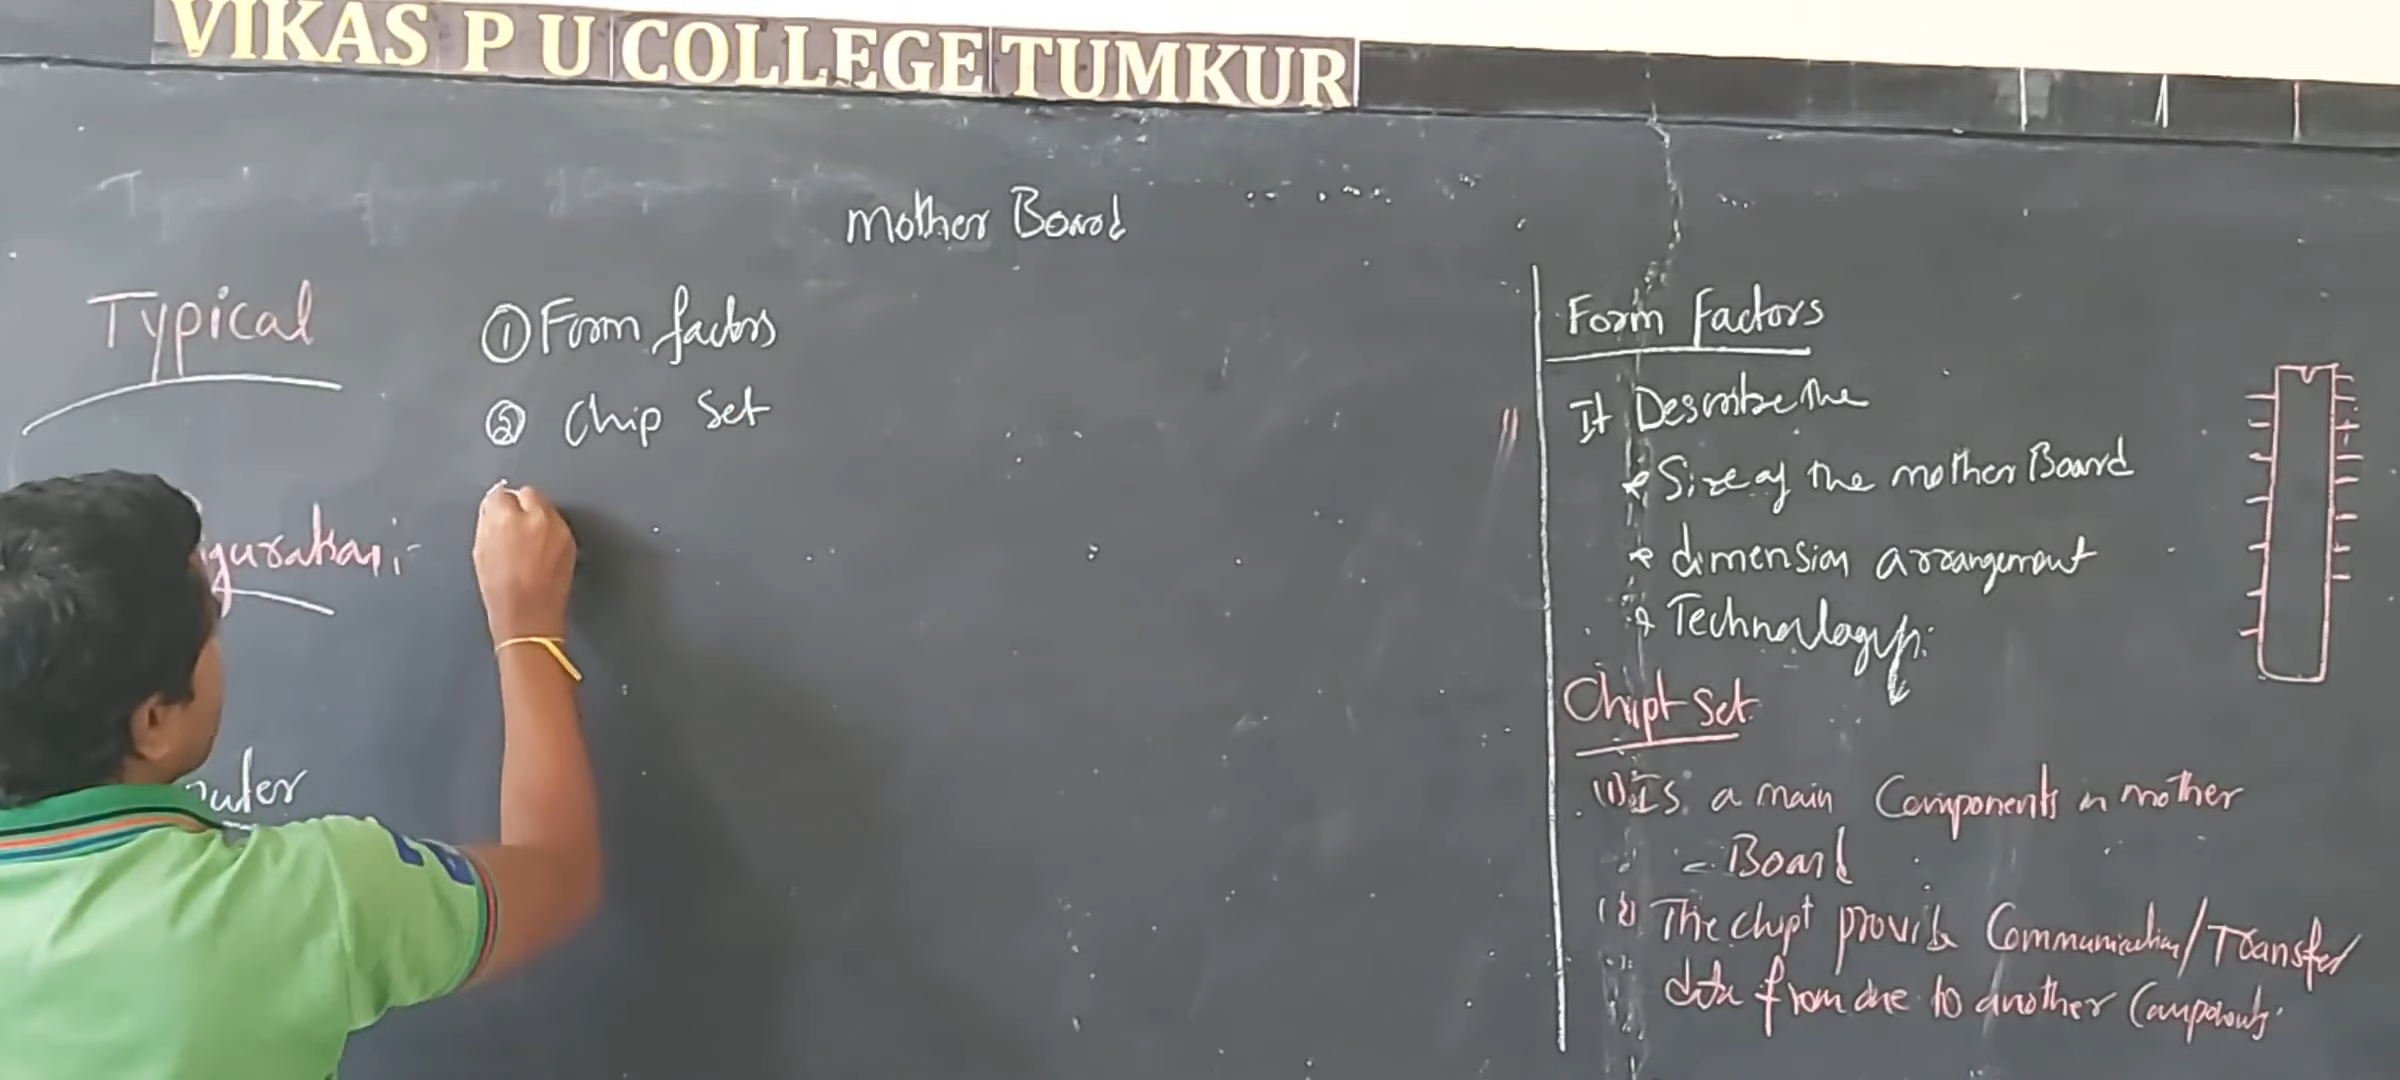 VIKAS P U COLLEGE TUMKUR
Mother Board
Typical
① Form factors
② Chip Set
guration:-
uter
Form Factors
It Describe the
* Size of the mother Board
* dimension arrangement
* Technology
Chipt Set
(1) Is a main Components in mother
- Board
(2) The chipt provide Communication/Transfer
data from one to another Components.